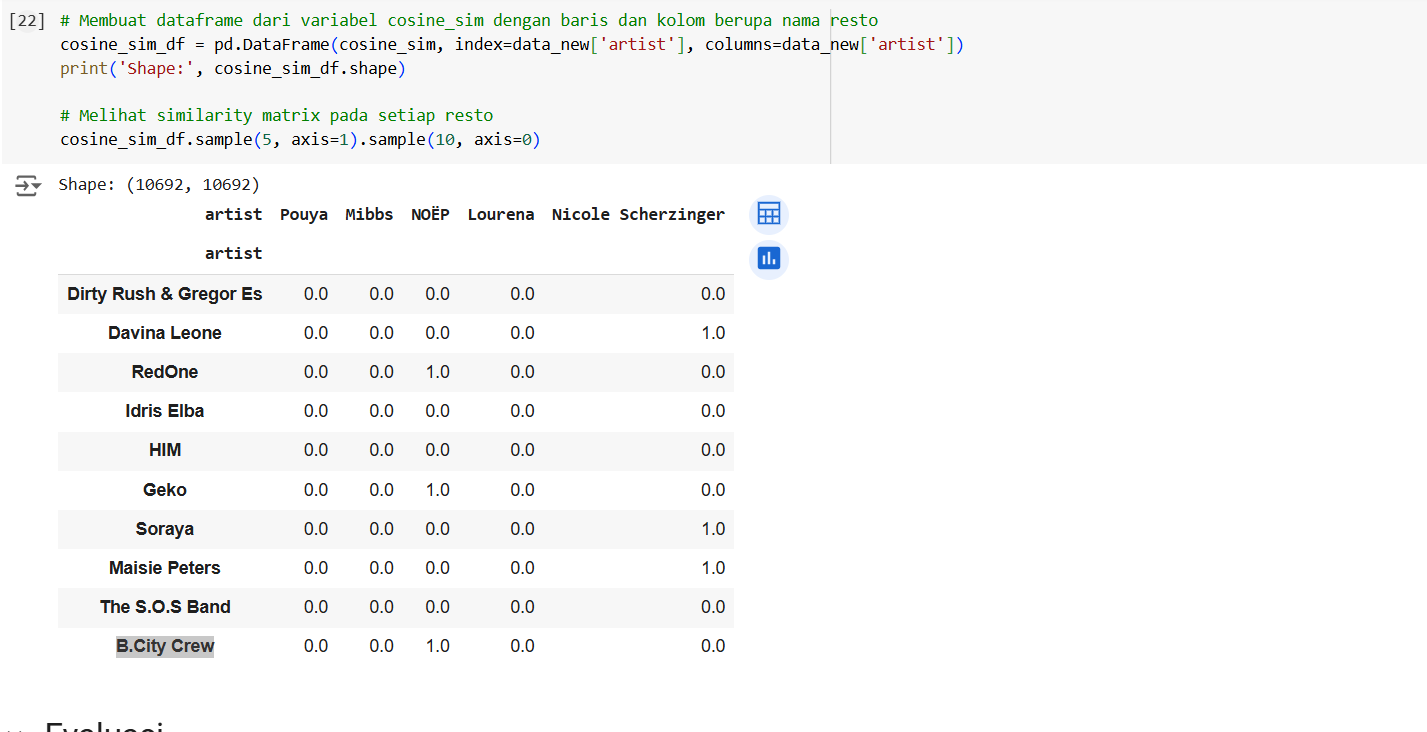 [22] # Membuat dataframe dari variabel cosine_sim dengan baris dan kolom berupa nama resto
cosine_sim_df = pd.DataFrame(cosine_sim, index=data_new['artist'], columns=data_new['artist'])
print('Shape:', cosine_sim_df.shape)
# Melihat similarity matrix pada setiap resto
cosine_sim_df.sample(5, axis=1).sample(10, axis=0)
Shape: (10692, 10692)
artist Pouya Mibbs NOËP Lourena Nicole Scherzinger
artist
Dirty Rush & Gregor Es 0.0 0.0 0.0 0.0 0.0
Davina Leone 0.0 0.0 0.0 0.0 1.0
RedOne 0.0 0.0 1.0 0.0 0.0
Idris Elba 0.0 0.0 0.0 0.0 0.0
HIM 0.0 0.0 0.0 0.0 0.0
Geko 0.0 0.0 1.0 0.0 0.0
Soraya 0.0 0.0 0.0 0.0 1.0
Maisie Peters 0.0 0.0 0.0 0.0 1.0
The S.O.S Band 0.0 0.0 0.0 0.0 0.0
B.City Crew 0.0 0.0 1.0 0.0 0.0